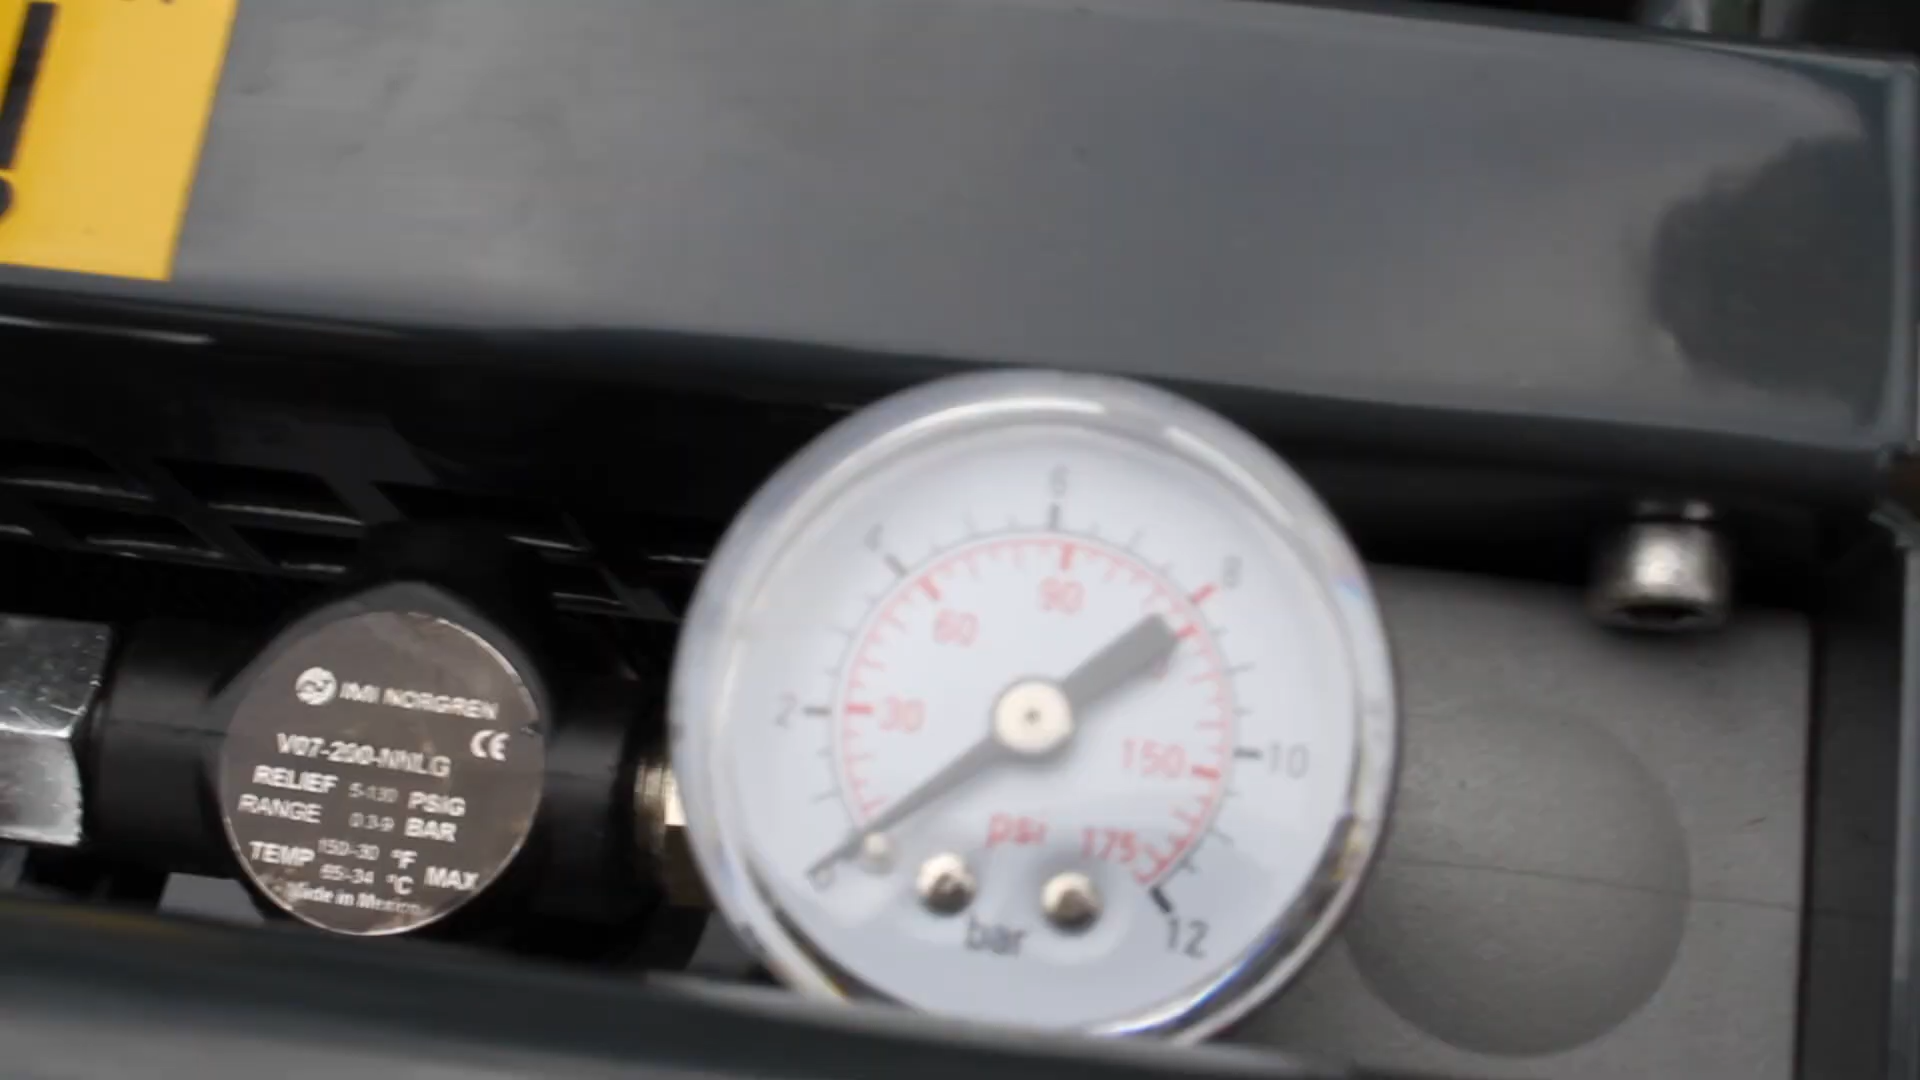 IMI NORGREN
V07-200-NNLG CE
RELIEF 5-130 PSIG
RANGE 0.3-9 BAR
TEMP 150-30 °F MAX
65-34 °C
Made in Mexico
6
8
60
90
2
30
150
10
psi
175
0
bar
12